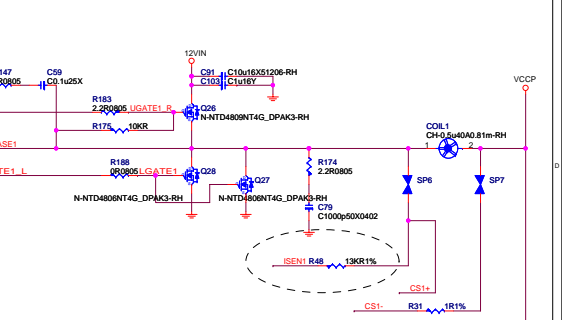 12VIN
147
R0805
C59
C0.1u25X
C91 C10u16X51206-RH
C103 C1u16Y
VCCP
R183
2.2R0805
UGATE1_R
Q26
N-NTD4809NT4G_DPAK3-RH
R175
10KR
COIL1
CH-0.5u40A0.81m-RH
ASE1
1
2
D
R188
0R0805
LGATE1
TE1_L
Q28
Q27
R174
2.2R0805
SP6
SP7
N-NTD4806NT4G_DPAK3-RH
N-NTD4806NT4G_DPAK3-RH
C79
C1000p50X0402
ISEN1 R48 13KR1%
CS1+
CS1- R31 1R1%